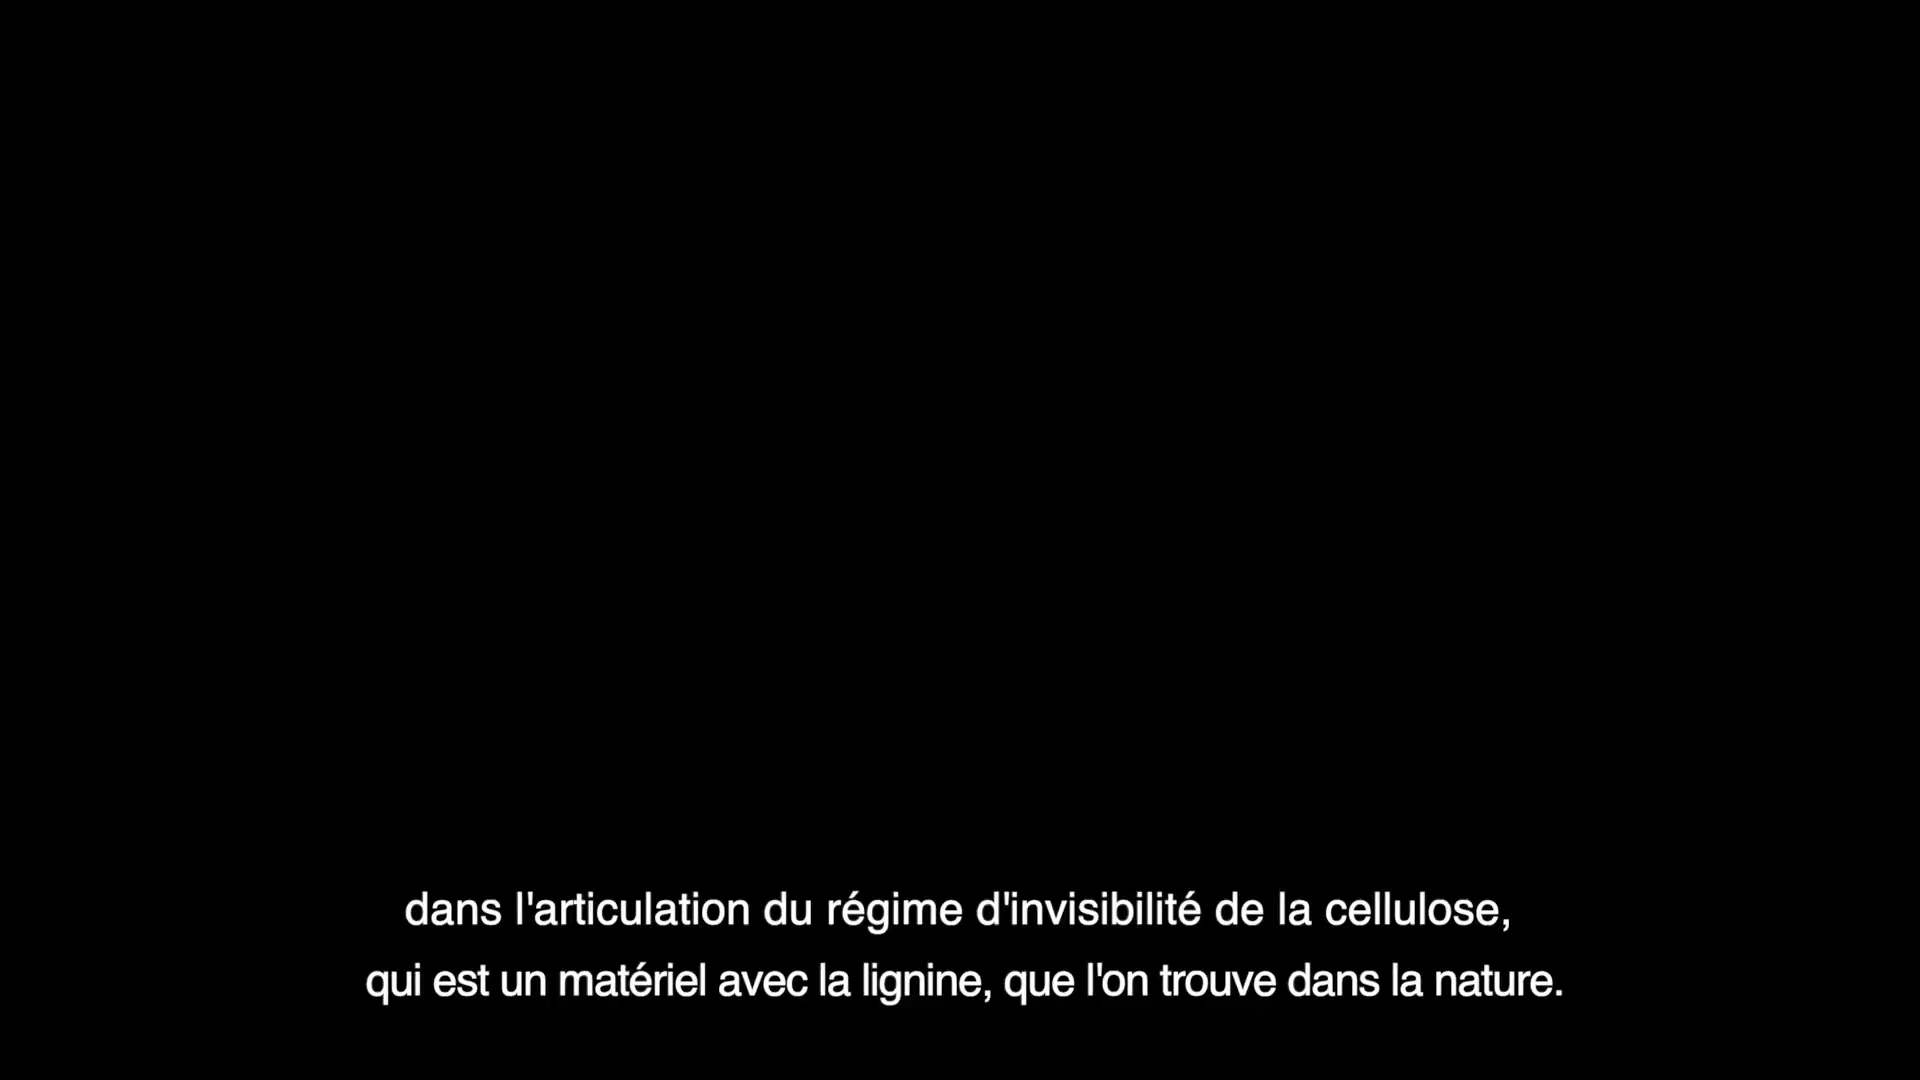 dans l'articulation du régime d'invisibilité de la cellulose,
qui est un matériel avec la lignine, que l'on trouve dans la nature.